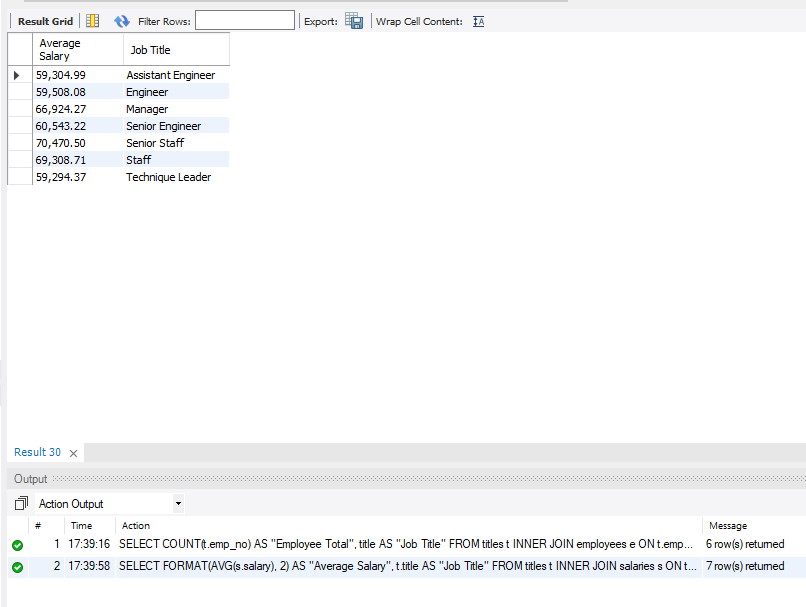 Result Grid Filter Rows: Export: Wrap Cell Content:
Average Salary Job Title
59,304.99 Assistant Engineer
59,508.08 Engineer
66,924.27 Manager
60,543.22 Senior Engineer
70,470.50 Senior Staff
69,308.71 Staff
59,294.37 Technique Leader
Result 30
Output
Action Output
# Time Action Message
1 17:39:16 SELECT COUNT(t.emp_no) AS "Employee Total", title AS "Job Title" FROM titles t INNER JOIN employees e ON t.emp... 6 row(s) returned
2 17:39:58 SELECT FORMAT(AVG(s.salary), 2) AS "Average Salary", t.title AS "Job Title" FROM titles t INNER JOIN salaries s ON t... 7 row(s) returned